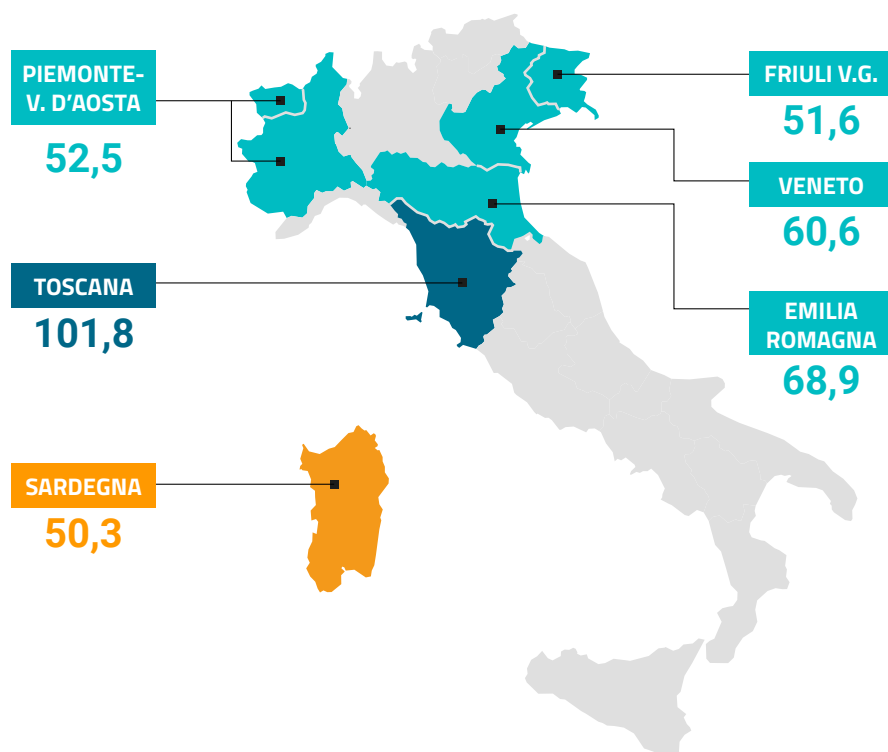 PIEMONTE-
V. D'AOSTA
52,5
TOSCANA
101,8
SARDEGNA
50,3
FRIULI V.G.
51,6
VENETO
60,6
EMILIA
ROMAGNA
68,9